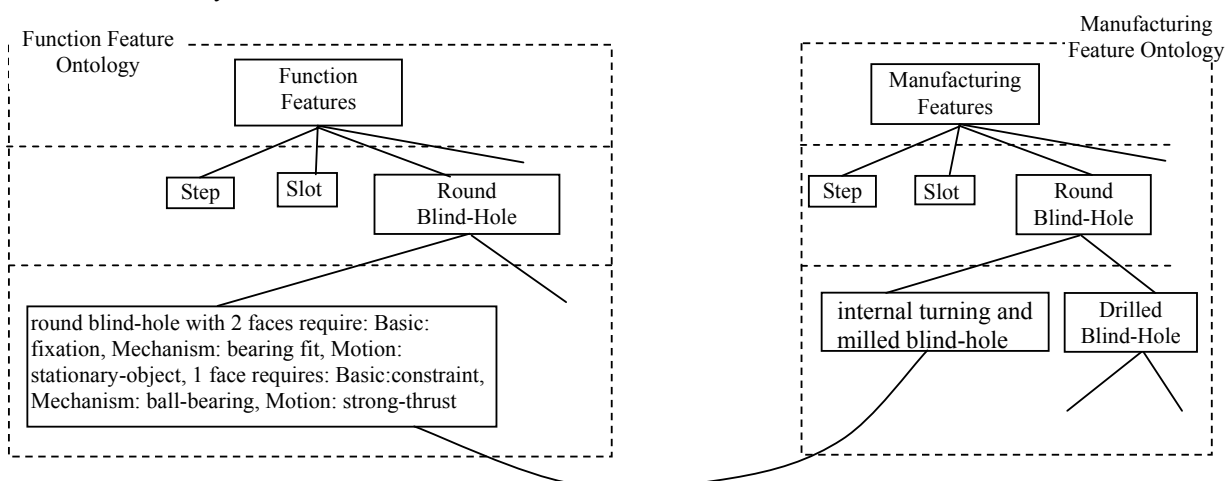 Function Feature
Ontology
Function
Features
Step
Slot
Round
Blind-Hole
round blind-hole with 2 faces require: Basic:
fixation, Mechanism: bearing fit, Motion:
stationary-object, 1 face requires: Basic:constraint,
Mechanism: ball-bearing, Motion: strong-thrust
Manufacturing
Feature Ontology
Manufacturing
Features
Step
Slot
Round
Blind-Hole
internal turning and
milled blind-hole
Drilled
Blind-Hole